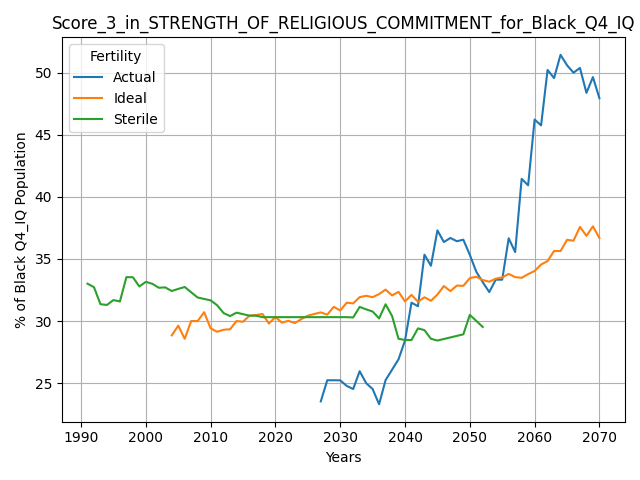 Score_3_in_STRENGTH_OF_RELIGIOUS_COMMITMENT_for_Black_Q4_IQ
Fertility
Actual
Ideal
Sterile
% of Black Q4_IQ Population
50
45
40
35
30
25
1990 2000 2010 2020 2030 2040 2050 2060 2070
Years